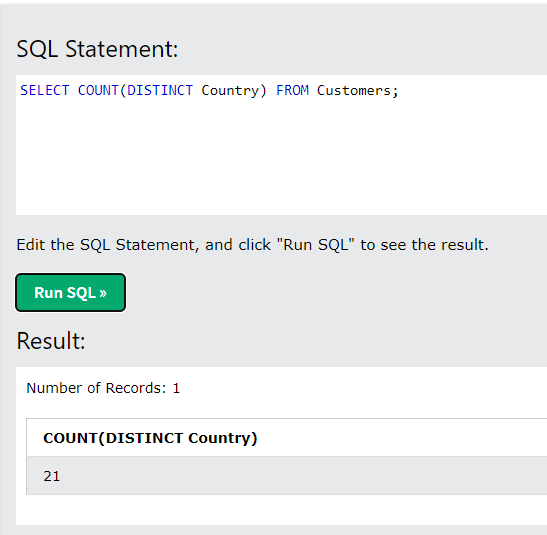 SQL Statement:
SELECT COUNT(DISTINCT Country) FROM Customers;
Edit the SQL Statement, and click "Run SQL" to see the result.
Run SQL »
Result:
Number of Records: 1
COUNT(DISTINCT Country)
21